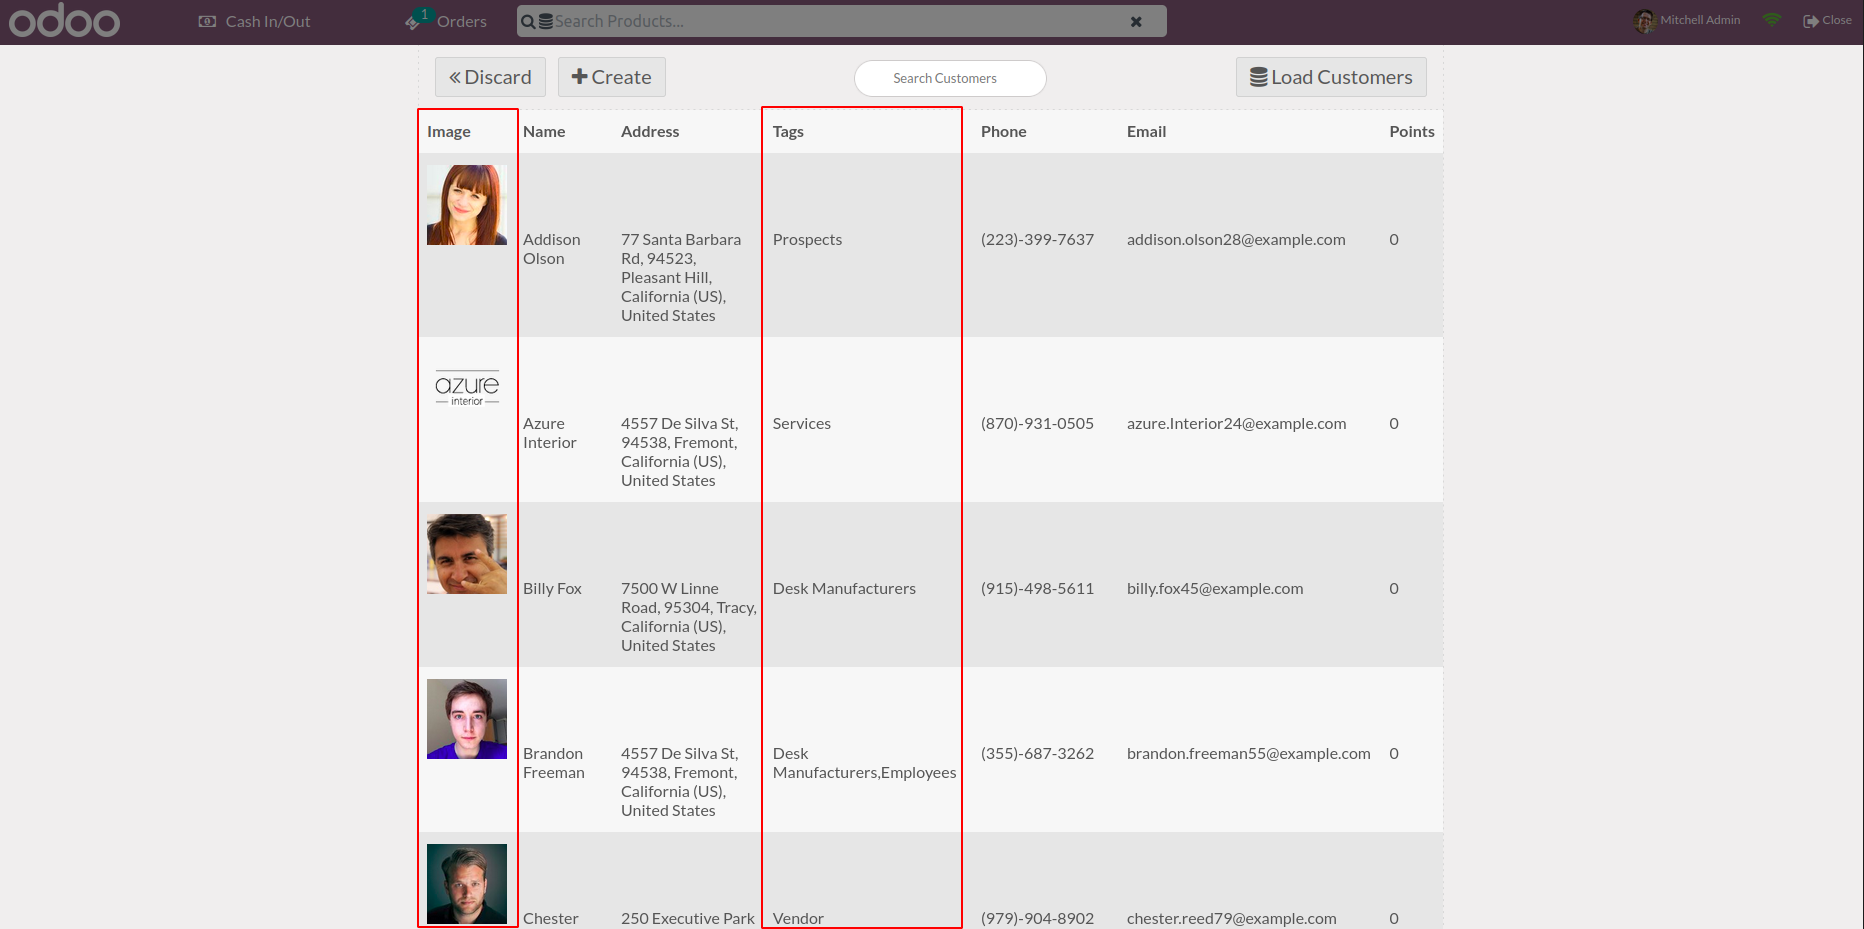 odoo
Cash In/Out
1
Orders
Search Products...
Mitchell Admin
Close
Discard
Create
Search Customers
Load Customers
Image
Name
Address
Tags
Phone
Email
Points
Addison
Olson
77 Santa Barbara
Rd, 94523,
Pleasant Hill,
California (US),
United States
Prospects
(223)-399-7637
addison.olson28@example.com
0
azure
interior
Azure
Interior
4557 De Silva St,
94538, Fremont,
California (US),
United States
Services
(870)-931-0505
azure.Interior24@example.com
0
Billy Fox
7500 W Linne
Road, 95304, Tracy,
California (US),
United States
Desk Manufacturers
(915)-498-5611
billy.fox45@example.com
0
Brandon
Freeman
4557 De Silva St,
94538, Fremont,
California (US),
United States
Desk
Manufacturers,Employees
(355)-687-3262
brandon.freeman55@example.com
0
Chester
250 Executive Park
Vendor
(979)-904-8902
chester.reed79@example.com
0